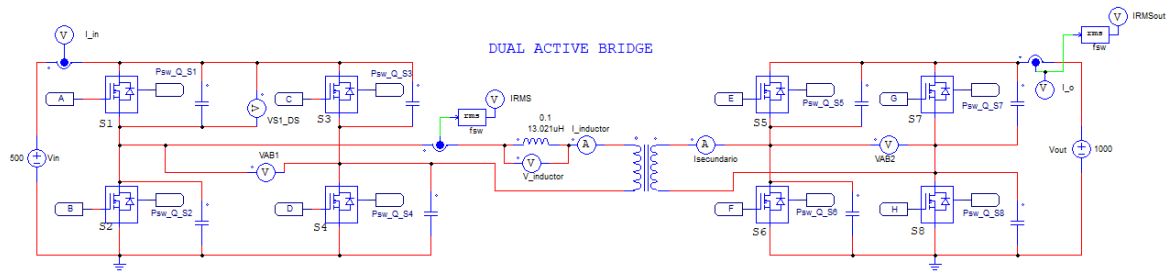 I_in
V
IRMSout
V
rms
fsw
DUAL ACTIVE BRIDGE
Psw_Q_S1
Psw_Q_S3
Psw_Q_S5
Psw_Q_S7
V
I_o
A
S1
V
VS1_DS
C
S3
IRMS
V
rms
fsw
0.1
13.021uH
I_inductor
A
V
V_inductor
A
Isecundario
E
S5
G
S7
500
Vin
VAB1
V
VAB2
V
Vout
1000
B
S2
Psw_Q_S2
D
S4
Psw_Q_S4
F
S6
Psw_Q_S6
H
S8
Psw_Q_S8